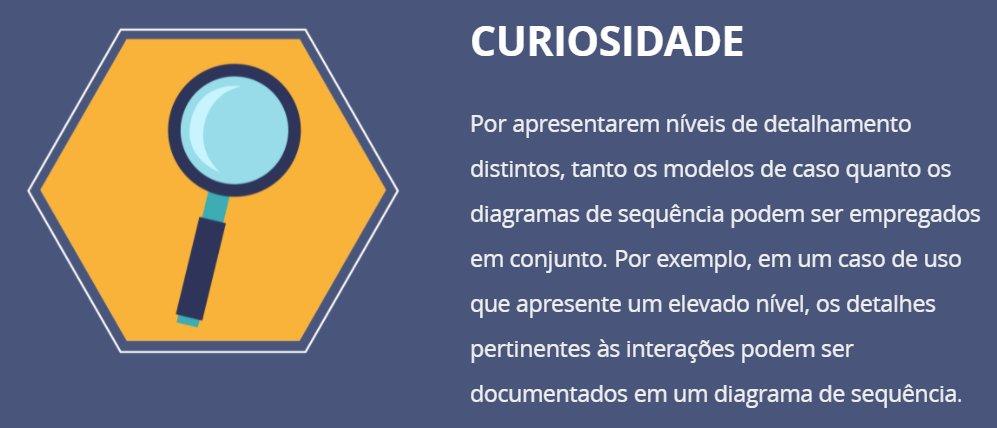 CURIOSIDADE
Por apresentarem níveis de detalhamento
distintos, tanto os modelos de caso quanto os
diagramas de sequência podem ser empregados
em conjunto. Por exemplo, em um caso de uso
que apresente um elevado nível, os detalhes
pertinentes às interações podem ser
documentados em um diagrama de sequência.